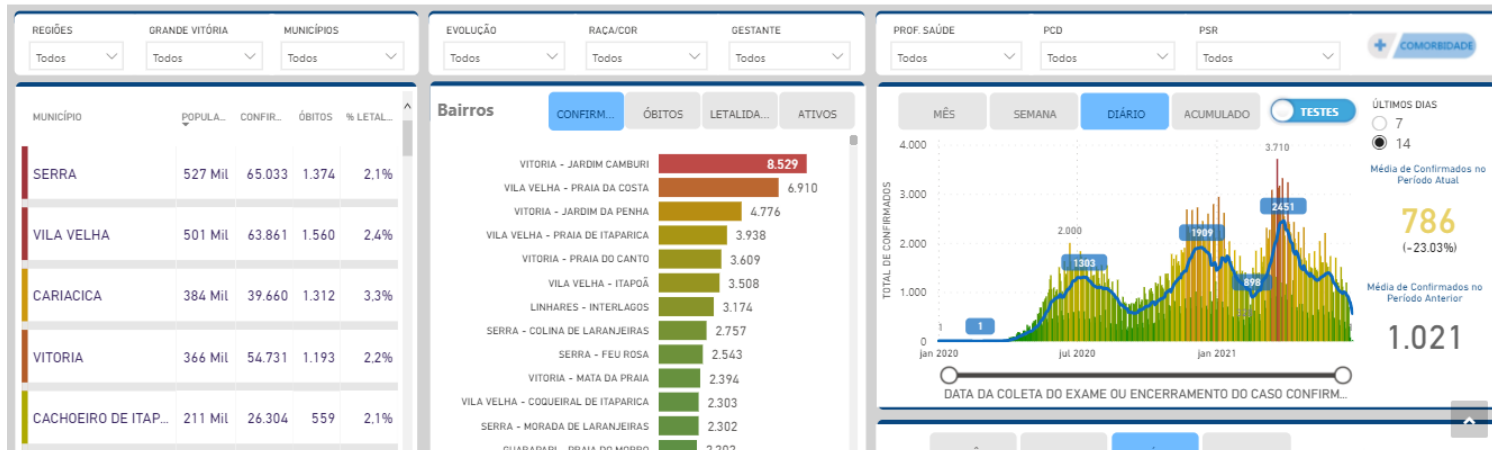 REGIÕES GRANDE VITÓRIA MUNICÍPIOS
Todos Todos Todos
EVOLUÇÃO RAÇA/COR GESTANTE
Todos Todos Todos
PROF. SAÚDE PCD PSR
Todos Todos Todos
+ COMORBIDADE
MUNICÍPIO POPULA... CONFIR... ÓBITOS % LETAL...
SERRA 527 Mil 65.033 1.374 2,1%
VILA VELHA 501 Mil 63.861 1.560 2,4%
CARIACICA 384 Mil 39.660 1.312 3,3%
VITORIA 366 Mil 54.731 1.193 2,2%
CACHOEIRO DE ITAP... 211 Mil 26.304 559 2,1%
Bairros CONFIRM... ÓBITOS LETALIDA... ATIVOS
VITORIA - JARDIM CAMBURI 8.529
VILA VELHA - PRAIA DA COSTA 6.910
VITORIA - JARDIM DA PENHA 4.776
VILA VELHA - PRAIA DE ITAPARICA 3.938
VITORIA - PRAIA DO CANTO 3.609
VILA VELHA - ITAPOÃ 3.508
LINHARES - INTERLAGOS 3.174
SERRA - COLINA DE LARANJEIRAS 2.757
SERRA - FEU ROSA 2.543
VITORIA - MATA DA PRAIA 2.394
VILA VELHA - COQUEIRAL DE ITAPARICA 2.303
SERRA - MORADA DE LARANJEIRAS 2.302
GUARAPARI - PRAIA DO MORRO
MÊS SEMANA DIÁRIO ACUMULADO TESTES
TOTAL DE CONFIRMADOS
4.000
3.000
2.000
1.000
0
3.710
2451
2.000
1909
1303
898
1 1 1
jan 2020 jul 2020 jan 2021
DATA DA COLETA DO EXAME OU ENCERRAMENTO DO CASO CONFIRM...
ÚLTIMOS DIAS
7
14
Média de Confirmados no
Período Atual
786
(-23.03%)
Média de Confirmados no
Período Anterior
1.021